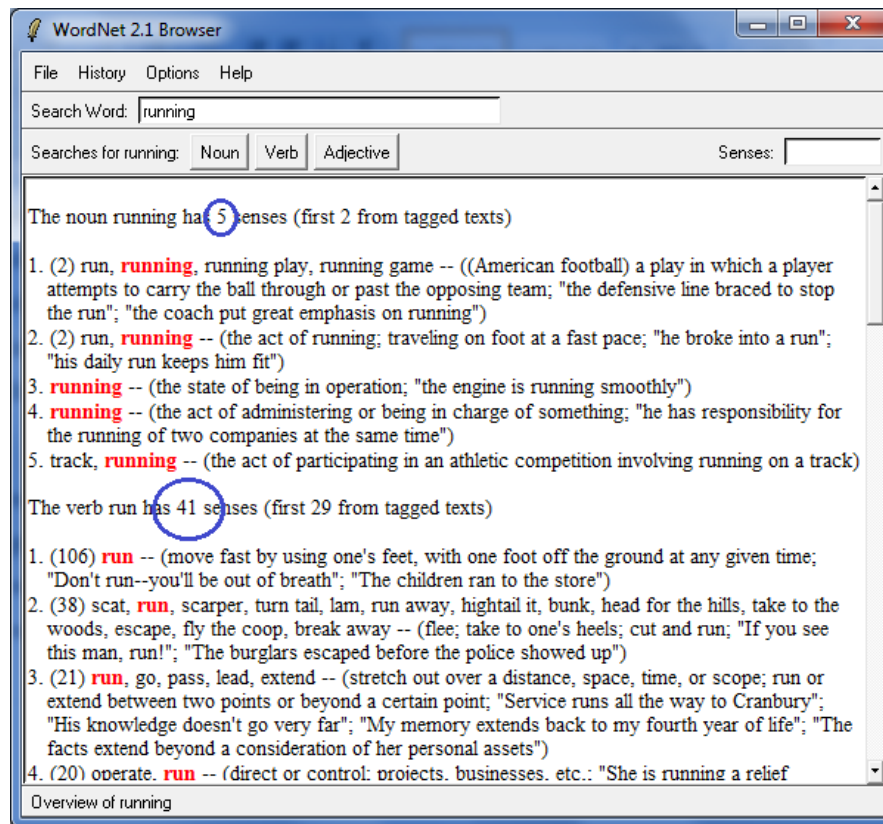 WordNet 2.1 Browser
File History Options Help
Search Word: running
Searches for running: Noun Verb Adjective Senses:
The noun running has 5 senses (first 2 from tagged texts)
1. (2) run, running, running play, running game -- ((American football) a play in which a player
attempts to carry the ball through or past the opposing team; "the defensive line braced to stop
the run"; "the coach put great emphasis on running")
2. (2) run, running -- (the act of running; traveling on foot at a fast pace; "he broke into a run";
"his daily run keeps him fit")
3. running -- (the state of being in operation; "the engine is running smoothly")
4. running -- (the act of administering or being in charge of something; "he has responsibility for
the running of two companies at the same time")
5. track, running -- (the act of participating in an athletic competition involving running on a track)
The verb run has 41 senses (first 29 from tagged texts)
1. (106) run -- (move fast by using one's feet, with one foot off the ground at any given time;
"Don't run--you'll be out of breath"; "The children ran to the store")
2. (38) scat, run, scarper, turn tail, lam, run away, hightail it, bunk, head for the hills, take to the
woods, escape, fly the coop, break away -- (flee; take to one's heels; cut and run; "If you see
this man, run!"; "The burglars escaped before the police showed up")
3. (21) run, go, pass, lead, extend -- (stretch out over a distance, space, time, or scope; run or
extend between two points or beyond a certain point; "Service runs all the way to Cranbury";
"His knowledge doesn't go very far"; "My memory extends back to my fourth year of life"; "The
facts extend beyond a consideration of her personal assets")
4. (20) operate, run -- (direct or control; projects, businesses, etc.; "She is running a relief
Overview of running